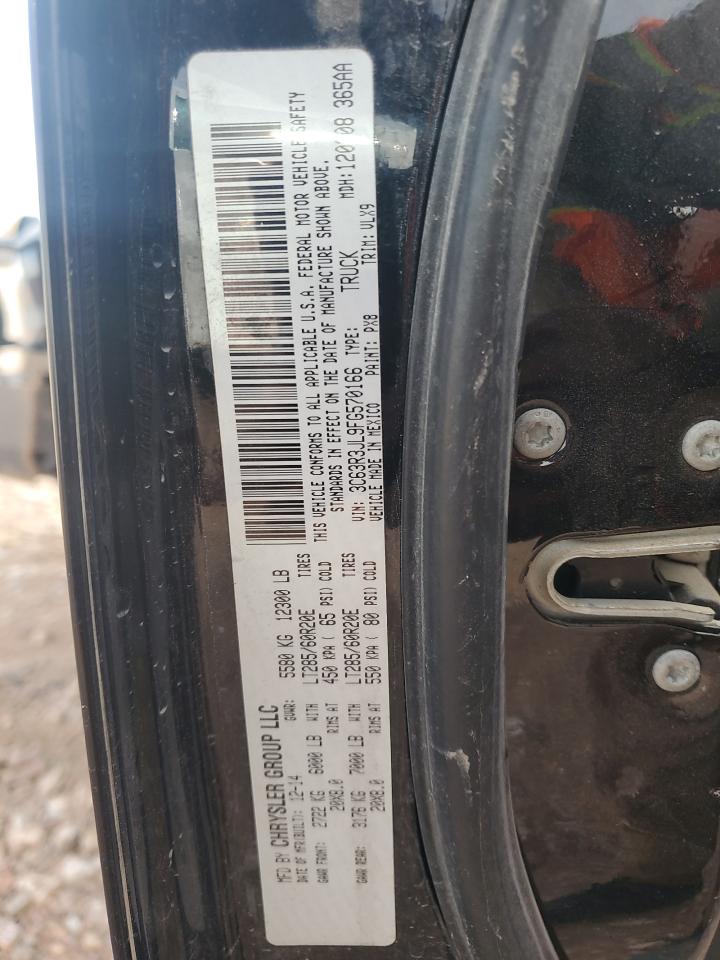 MFD BY CHRYSLER GROUP LLC
DATE OF MFR(BUILT): 12-14 GVWR: 5580 KG 12300 LB
GAWR FRONT: 2722 KG 6000 LB WITH LT285/60R20E TIRES
20X8.0 RIMS AT 450 KPA ( 65 PSI) COLD
GAWR REAR: 3176 KG 7000 LB WITH LT285/60R20E TIRES
20X8.0 RIMS AT 550 KPA ( 80 PSI) COLD
THIS VEHICLE CONFORMS TO ALL APPLICABLE U.S.A. FEDERAL MOTOR VEHICLE SAFETY
STANDARDS IN EFFECT ON THE DATE OF MANUFACTURE SHOWN ABOVE.
VIN: 3C63R3JL9FG570166 TYPE: TRUCK MDH: 365AA
VEHICLE MADE IN MEXICO PAINT: PX8 TRIM: VLX9